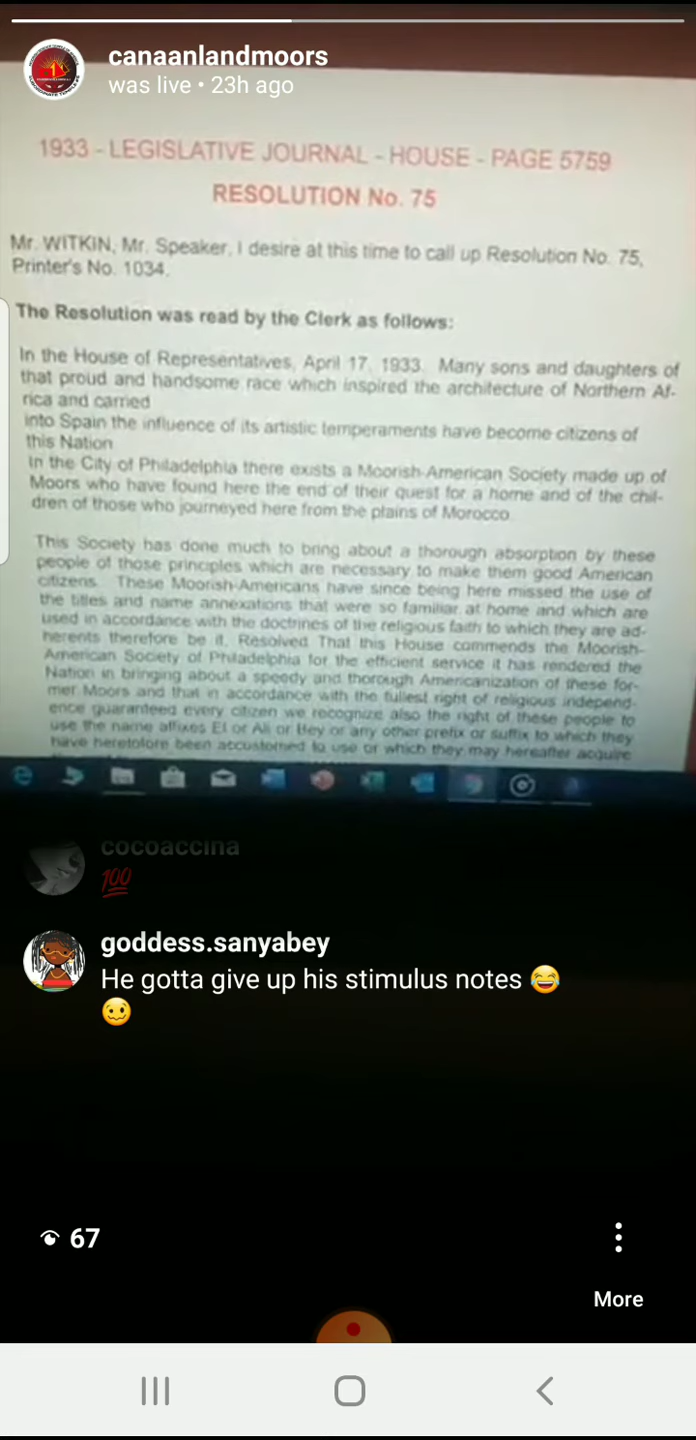 canaanlandmoors
was live • 23h ago
1933 - LEGISLATIVE JOURNAL - HOUSE - PAGE 5759
RESOLUTION No. 75
Mr. WITKIN, Mr. Speaker, I desire at this time to call up Resolution No. 75,
Printer's No. 1034,
The Resolution was read by the Clerk as follows:
In the House of Representatives, April 17, 1933. Many sons and daughters of
that proud and handsome race which inspired the architecture of Northern Af-
rica and carried
into Spain the influence of its artistic temperaments have become citizens of
this Nation
In the City of Philadelphia there exists a Moorish-American Society made up of
Moors who have found here the end of their quest for a home and of the chil-
dren of those who journeyed here from the plains of Morocco
This Society has done much to bring about a thorough absorption by these
people of those principles which are necessary to make them good American
citizens. These Moorish-Americans have since being here missed the use of
the titles and name annexations that were so familiar at home and which are
used in accordance with the doctrines of the religious faith to which they are ad-
herents therefore be it, Resolved That this House commends the Moorish-
American Society of Philadelphia for the efficient service it has rendered the
Nation in bringing about a speedy and thorough Americanization of these for-
mer Moors and that in accordance with the fullest right of religious independ-
ence guaranteed every citizen we recognize also the right of these people to
use the name affixes El or Ali or Bey or any other prefix or suffix to which they
have heretofore been accustomed to use or which they may hereafter acquire
cocoaccina
💯
goddess.sanyabey
He gotta give up his stimulus notes 😂
🥴
67
More